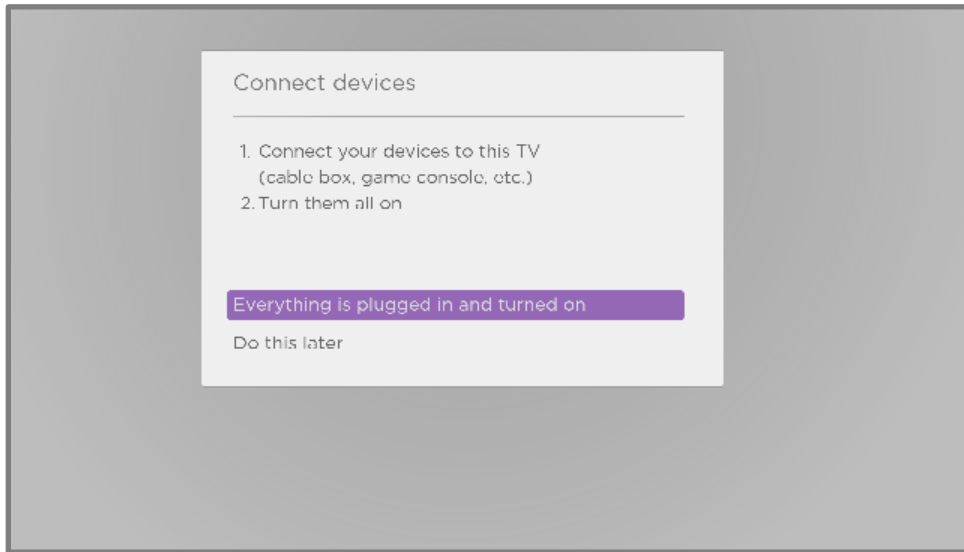 Connect devices
1. Connect your devices to this TV
(cable box, game console, etc.)
2. Turn them all on
Everything is plugged in and turned on
Do this later